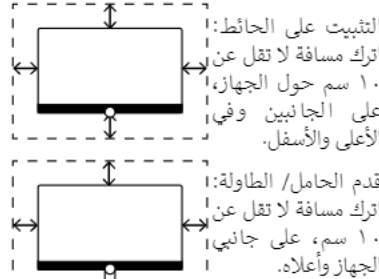 التثبيت على الحائط:
اترك مسافة لا تقل عن
١٠ سم حول الجهاز،
على الجانبين وفي
الأعلى والأسفل.
قدم الحامل/ الطاولة:
اترك مسافة لا تقل عن
١٠ سم، على جانبي
الجهاز وأعلاه.